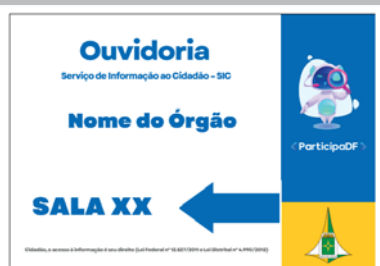 Ouvidoria
Serviço de Informação ao Cidadão - SIC
Nome do Órgão
ParticipaDF
SALA XX
Cidadão, o acesso à informação é seu direito (Lei Federal nº 12.527/2011 e Lei Distrital nº 4.990/2012)